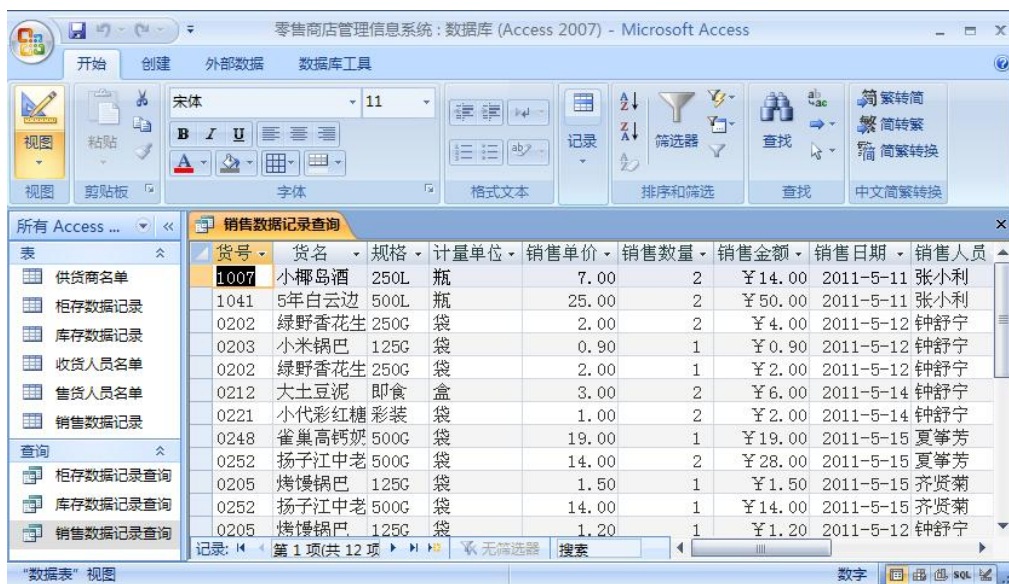 零售商店管理信息系统 : 数据库 (Access 2007) - Microsoft Access
开始 创建 外部数据 数据库工具
视图
粘贴
宋体 11
B I U
A
ab
记录
筛选器
查找
ab ac
简 繁转简
繁 简转繁
简繁转换
视图 剪贴板 字体 格式文本 排序和筛选 查找 中文简繁转换
所有 Access ...
销售数据记录查询
表
供货商名单
柜存数据记录
库存数据记录
收货人员名单
售货人员名单
销售数据记录
查询
柜存数据记录查询
库存数据记录查询
销售数据记录查询
货号 货名 规格 计量单位 销售单价 销售数量 销售金额 销售日期 销售人员
1007 小椰岛酒 250L 瓶 7.00 2 ￥14.00 2011-5-11 张小利
1041 5年白云边 500L 瓶 25.00 2 ￥50.00 2011-5-11 张小利
0202 绿野香花生 250G 袋 2.00 2 ￥4.00 2011-5-12 钟舒宁
0203 小米锅巴 125G 袋 0.90 1 ￥0.90 2011-5-12 钟舒宁
0202 绿野香花生 250G 袋 2.00 1 ￥2.00 2011-5-12 钟舒宁
0212 大土豆泥 即食 盒 3.00 2 ￥6.00 2011-5-14 钟舒宁
0221 小代彩红糖 彩装 袋 1.00 2 ￥2.00 2011-5-14 钟舒宁
0248 雀巢高钙奶 500G 袋 19.00 1 ￥19.00 2011-5-15 夏筝芳
0252 扬子江中老 500G 袋 14.00 2 ￥28.00 2011-5-15 夏筝芳
0205 烤馒锅巴 125G 袋 1.50 1 ￥1.50 2011-5-15 齐贤菊
0252 扬子江中老 500G 袋 14.00 1 ￥14.00 2011-5-15 齐贤菊
0205 烤馒锅巴 125G 袋 1.20 1 ￥1.20 2011-5-12 钟舒宁
记录: 第 1 项(共 12 项 无筛选器 搜索
"数据表" 视图 数字 SQL